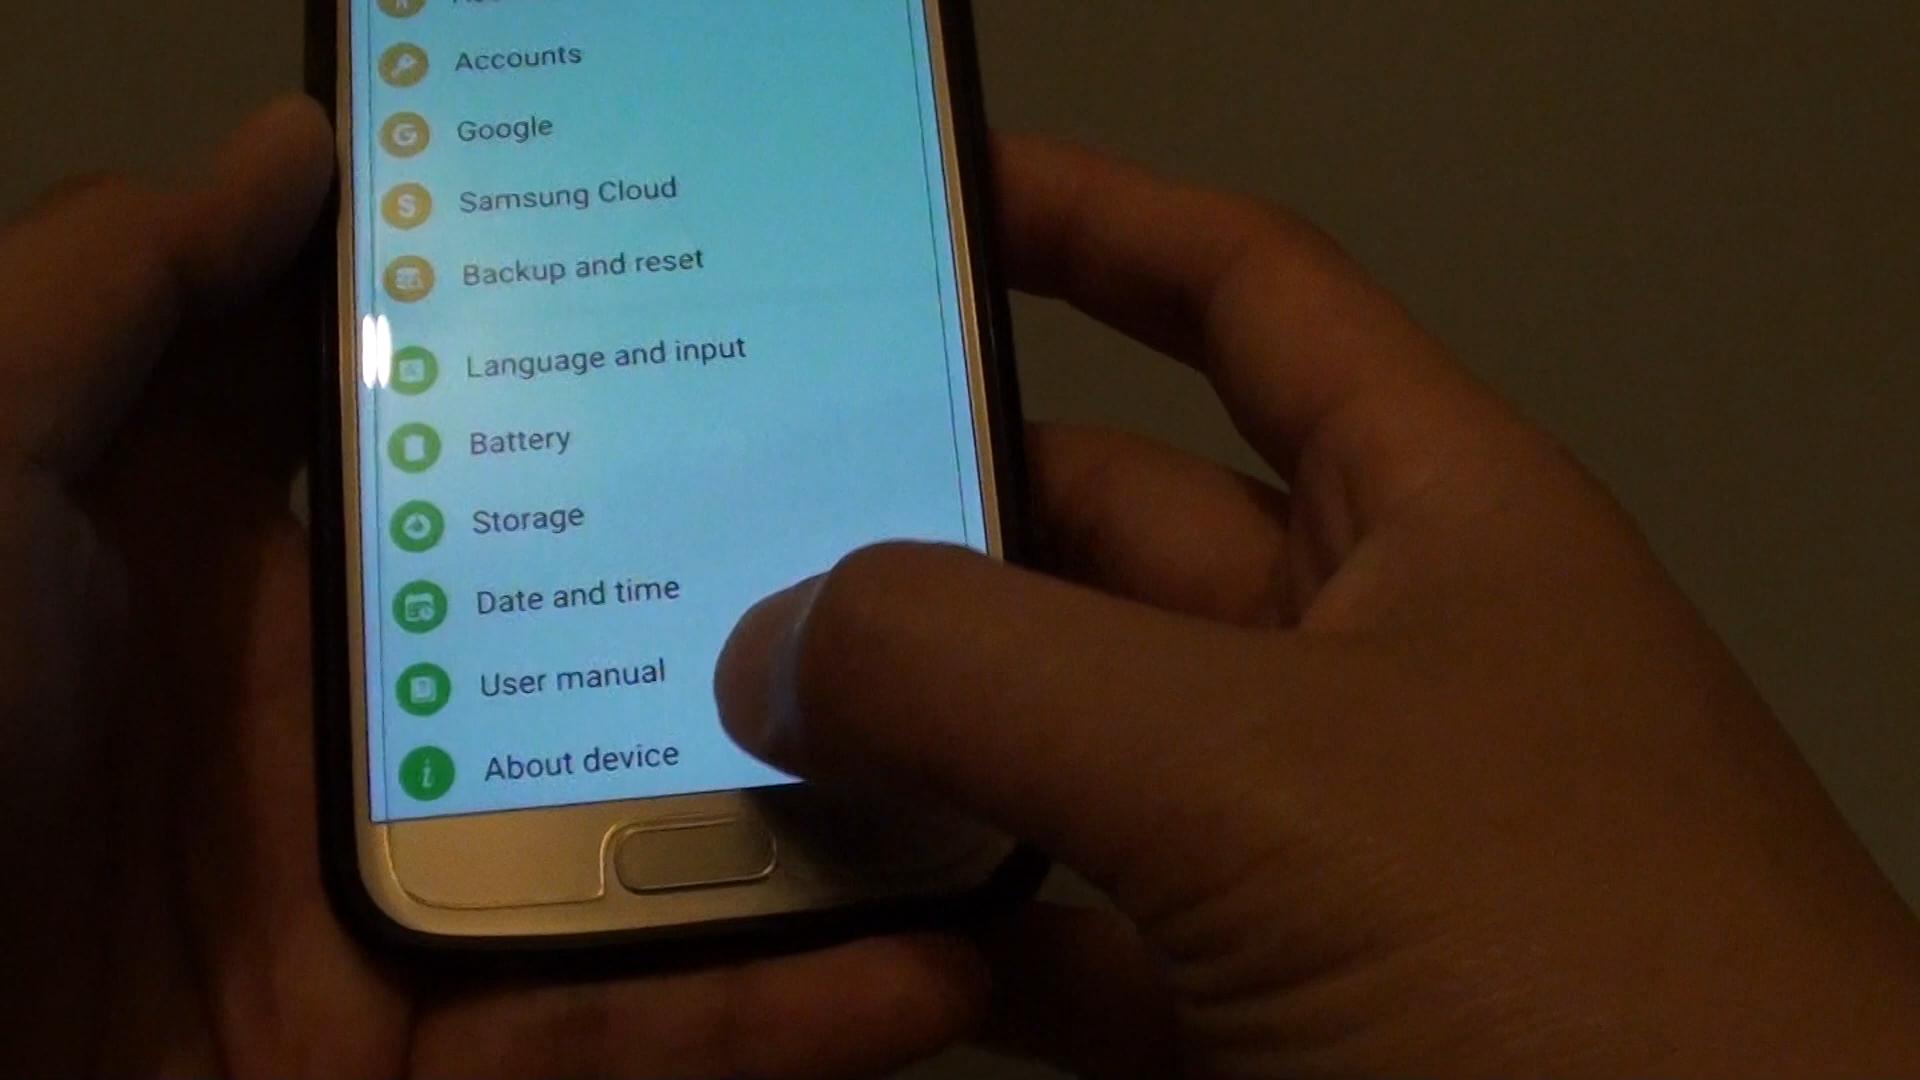 Accounts
Google
Samsung Cloud
Backup and reset
Language and input
Battery
Storage
Date and time
User manual
About device